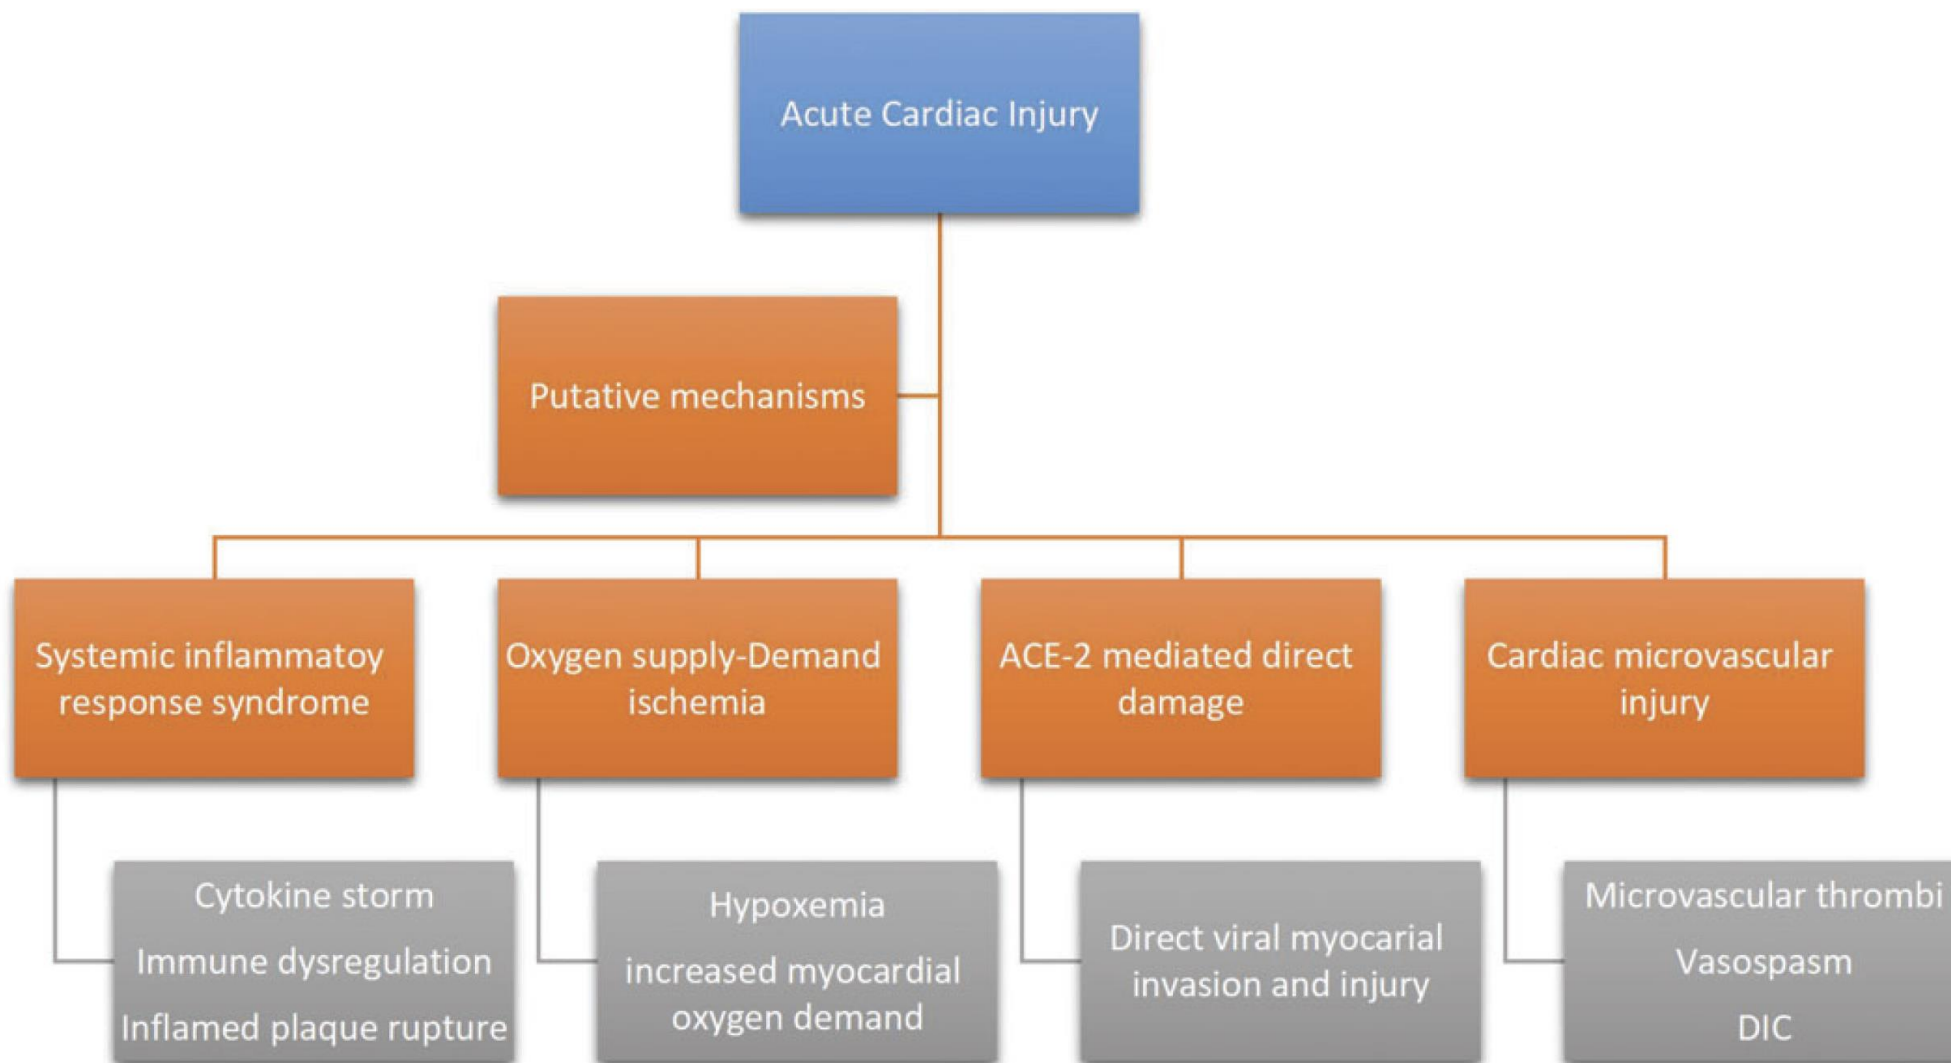 Acute Cardiac Injury
Putative mechanisms
Systemic inflammatoy
response syndrome
Oxygen supply-Demand
ischemia
ACE-2 mediated direct
damage
Cardiac microvascular
injury
Cytokine storm
Immune dysregulation
Inflamed plaque rupture
Hypoxemia
increased myocardial
oxygen demand
Direct viral myocarial
invasion and injury
Microvascular thrombi
Vasospasm
DIC